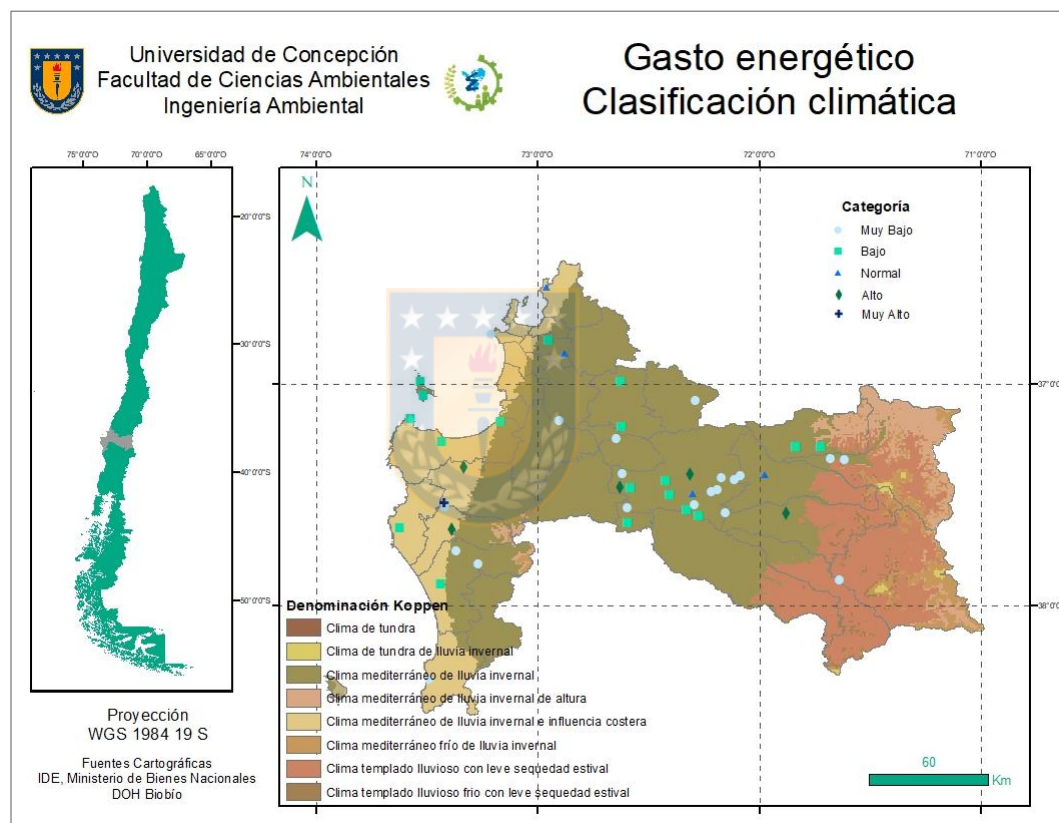 Universidad de Concepción
Facultad de Ciencias Ambientales
Ingeniería Ambiental
Gasto energético
Clasificación climática
75°0'0"O 70°0'0"O 65°0'0"O
74°0'0"O 73°0'0"O 72°0'0"O 71°0'0"O
20°0'0"S
30°0'0"S
40°0'0"S
50°0'0"S
N
Categoría
Muy Bajo
Bajo
Normal
Alto
Muy Alto
37°0'0"S
38°0'0"S
Denominación Koppen
Clima de tundra
Clima de tundra de lluvia invernal
Clima mediterráneo de lluvia invernal
Clima mediterráneo de lluvia invernal de altura
Clima mediterráneo de lluvia invernal e influencia costera
Clima mediterráneo frío de lluvia invernal
Clima templado lluvioso con leve sequedad estival
Clima templado lluvioso frio con leve sequedad estival
60
Km
Proyección
WGS 1984 19 S
Fuentes Cartográficas
IDE, Ministerio de Bienes Nacionales
DOH Biobío